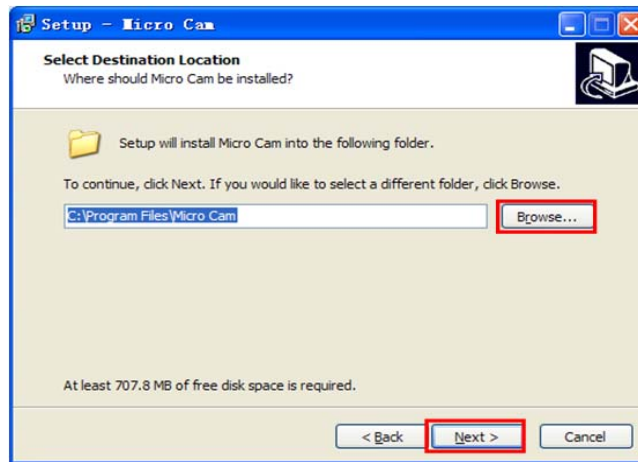 Setup - Micro Cam
Select Destination Location
Where should Micro Cam be installed?
Setup will install Micro Cam into the following folder.
To continue, click Next. If you would like to select a different folder, click Browse.
C:\Program Files\Micro Cam
Browse...
At least 707.8 MB of free disk space is required.
< Back Next > Cancel